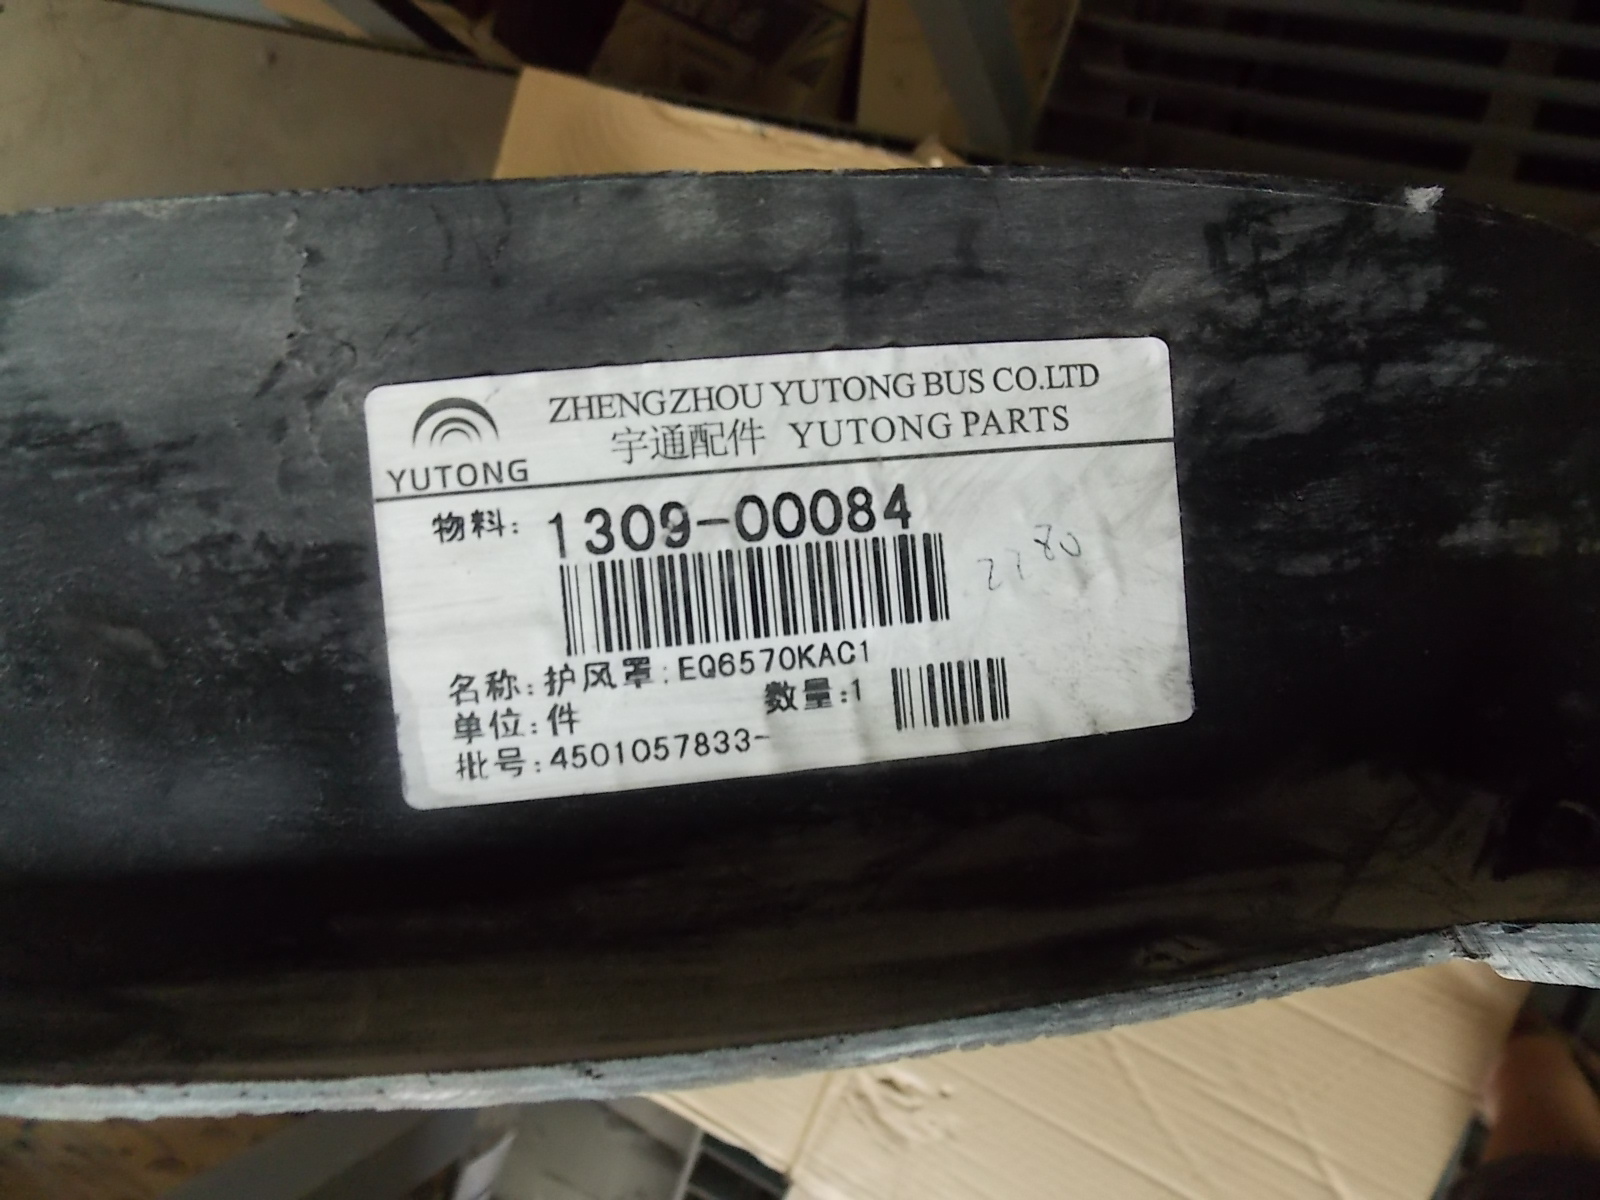 YUTONG
ZHENGZHOU YUTONG BUS CO.LTD
宇通配件 YUTONG PARTS
物料: 1309-00084
2280
名称:护风罩:EQ6570KAC1
单位:件 数量:1
批号:4501057833-